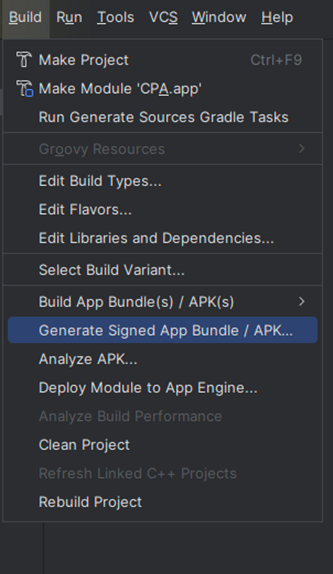 Build Run Tools VCS Window Help
Make Project Ctrl+F9
Make Module 'CPA.app'
Run Generate Sources Gradle Tasks
Groovy Resources
Edit Build Types...
Edit Flavors...
Edit Libraries and Dependencies...
Select Build Variant...
Build App Bundle(s) / APK(s)
Generate Signed App Bundle / APK...
Analyze APK...
Deploy Module to App Engine...
Analyze Build Performance
Clean Project
Refresh Linked C++ Projects
Rebuild Project